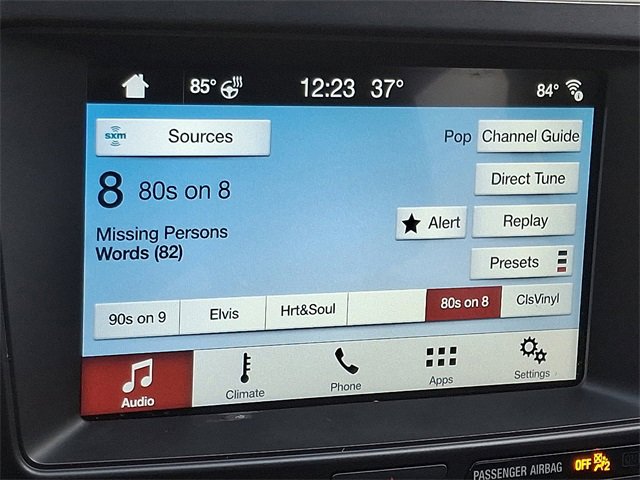 85° 12:23 37° 84°
sxm Sources
Pop Channel Guide
8 80s on 8
Direct Tune
Missing Persons
Words (82)
Alert Replay
Presets
90s on 9 Elvis Hrt&Soul 80s on 8 ClsVinyl
Audio Climate Phone Apps Settings
PASSENGER AIRBAG OFF 2